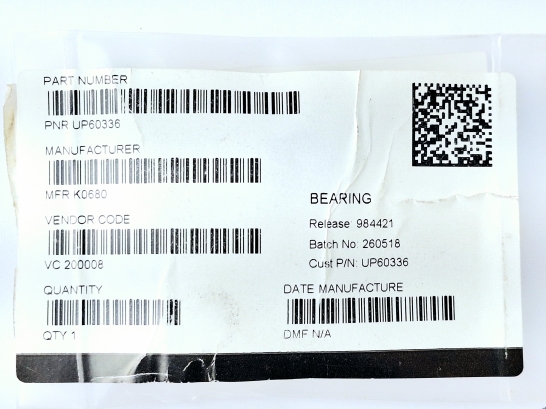 PART NUMBER
PNR UP60336
MANUFACTURER
MFR K0680
VENDOR CODE
VC 200008
QUANTITY
QTY 1
BEARING
Release: 984421
Batch No: 260518
Cust P/N: UP60336
DATE MANUFACTURE
DMF N/A